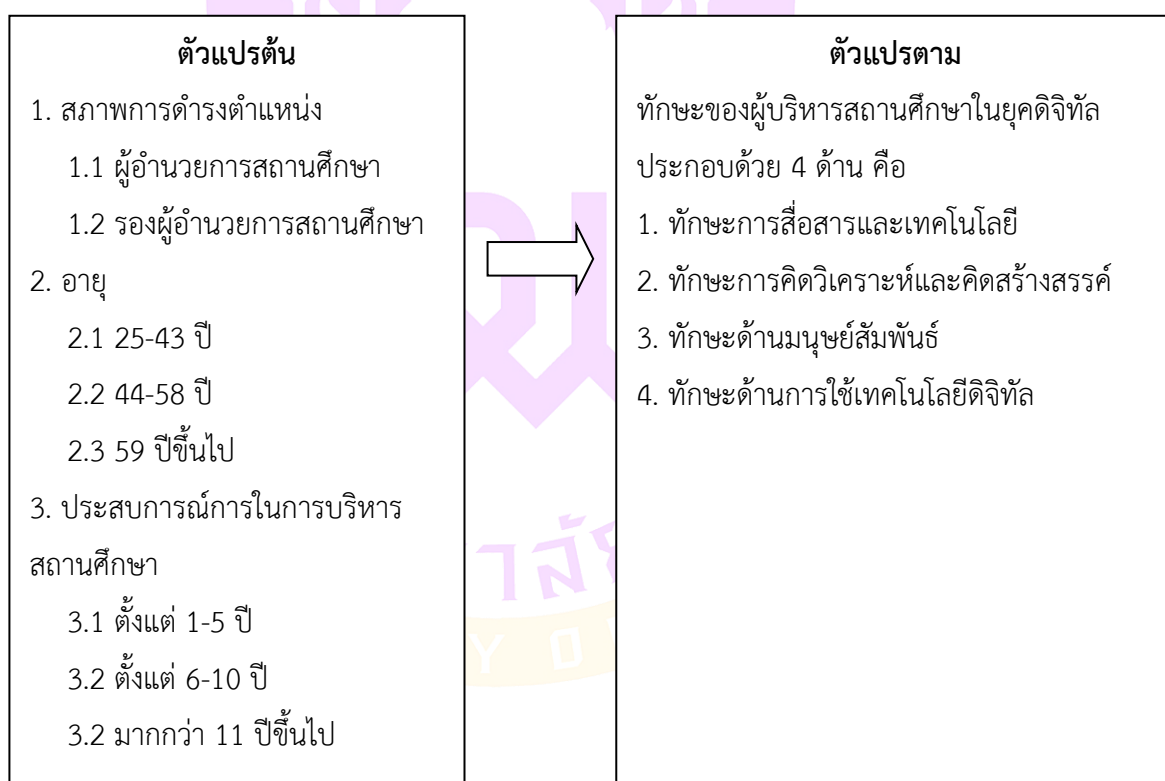 ตัวแปรต้น
1. สภาพการดำรงตำแหน่ง
1.1 ผู้อำนวยการสถานศึกษา
1.2 รองผู้อำนวยการสถานศึกษา
2. อายุ
2.1 25-43 ปี
2.2 44-58 ปี
2.3 59 ปีขึ้นไป
3. ประสบการณ์การในการบริหาร
สถานศึกษา
3.1 ตั้งแต่ 1-5 ปี
3.2 ตั้งแต่ 6-10 ปี
3.2 มากกว่า 11 ปีขึ้นไป
ตัวแปรตาม
ทักษะของผู้บริหารสถานศึกษาในยุคดิจิทัล
ประกอบด้วย 4 ด้าน คือ
1. ทักษะการสื่อสารและเทคโนโลยี
2. ทักษะการคิดวิเคราะห์และคิดสร้างสรรค์
3. ทักษะด้านมนุษย์สัมพันธ์
4. ทักษะด้านการใช้เทคโนโลยีดิจิทัล